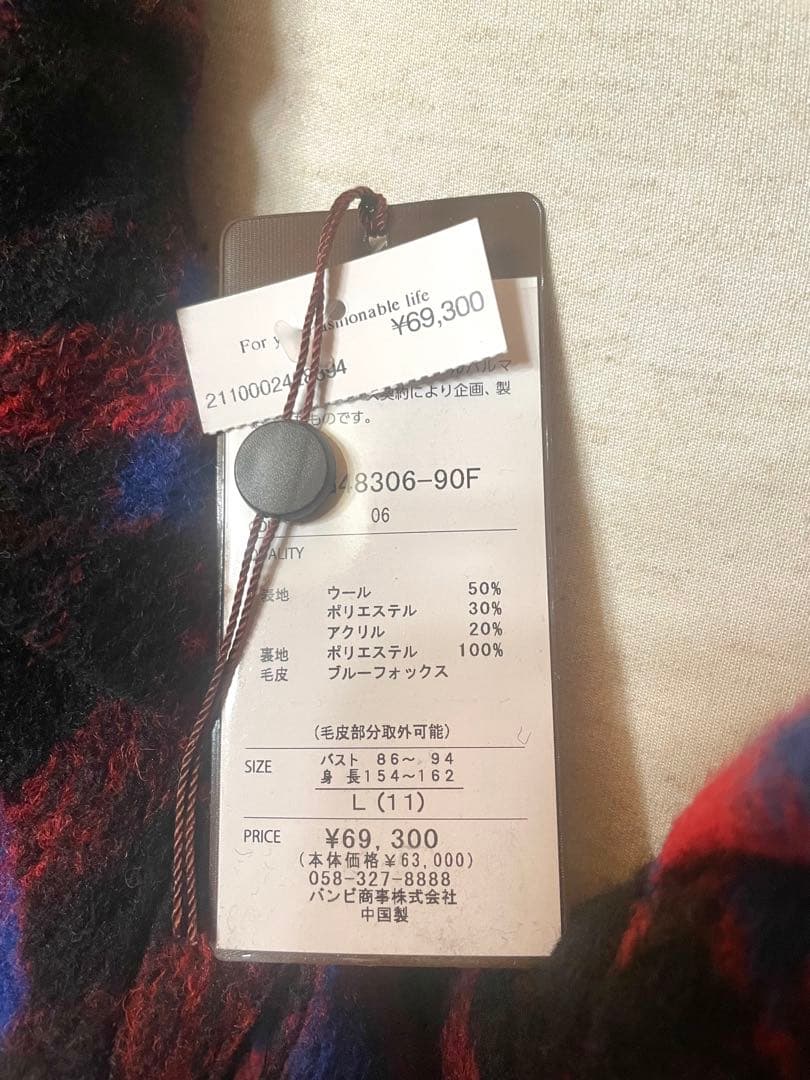 For fashionable life
¥69,300
により企画、製
ものです。
48306-90F
06
QUALITY
表地 ウール 50%
ポリエステル 30%
アクリル 20%
裏地 ポリエステル 100%
毛皮 ブルーフォックス
(毛皮部分取外可能)
SIZE バスト 86～ 94
身 長154～162
L (11)
PRICE ¥69,300
(本体価格¥63,000)
058-327-8888
バンビ商事株式会社
中国製